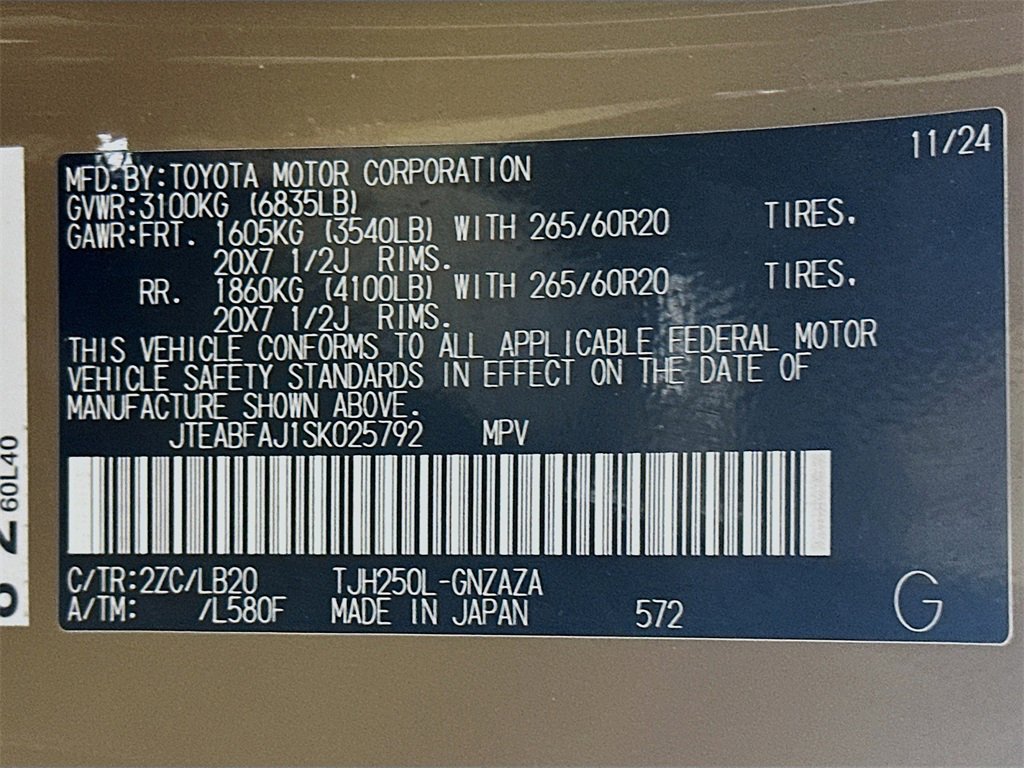 11/24
MFD.BY:TOYOTA MOTOR CORPORATION
GVWR:3100KG (6835LB)
GAWR:FRT. 1605KG (3540LB) WITH 265/60R20 TIRES.
20X7 1/2J RIMS.
RR. 1860KG (4100LB) WITH 265/60R20 TIRES.
20X7 1/2J RIMS.
THIS VEHICLE CONFORMS TO ALL APPLICABLE FEDERAL MOTOR
VEHICLE SAFETY STANDARDS IN EFFECT ON THE DATE OF
MANUFACTURE SHOWN ABOVE.
JTEABFAJ1SK025792 MPV
C/TR:2ZC/LB20 TJH250L-GNZAZA
A/TM: /L580F MADE IN JAPAN 572 G
60L40